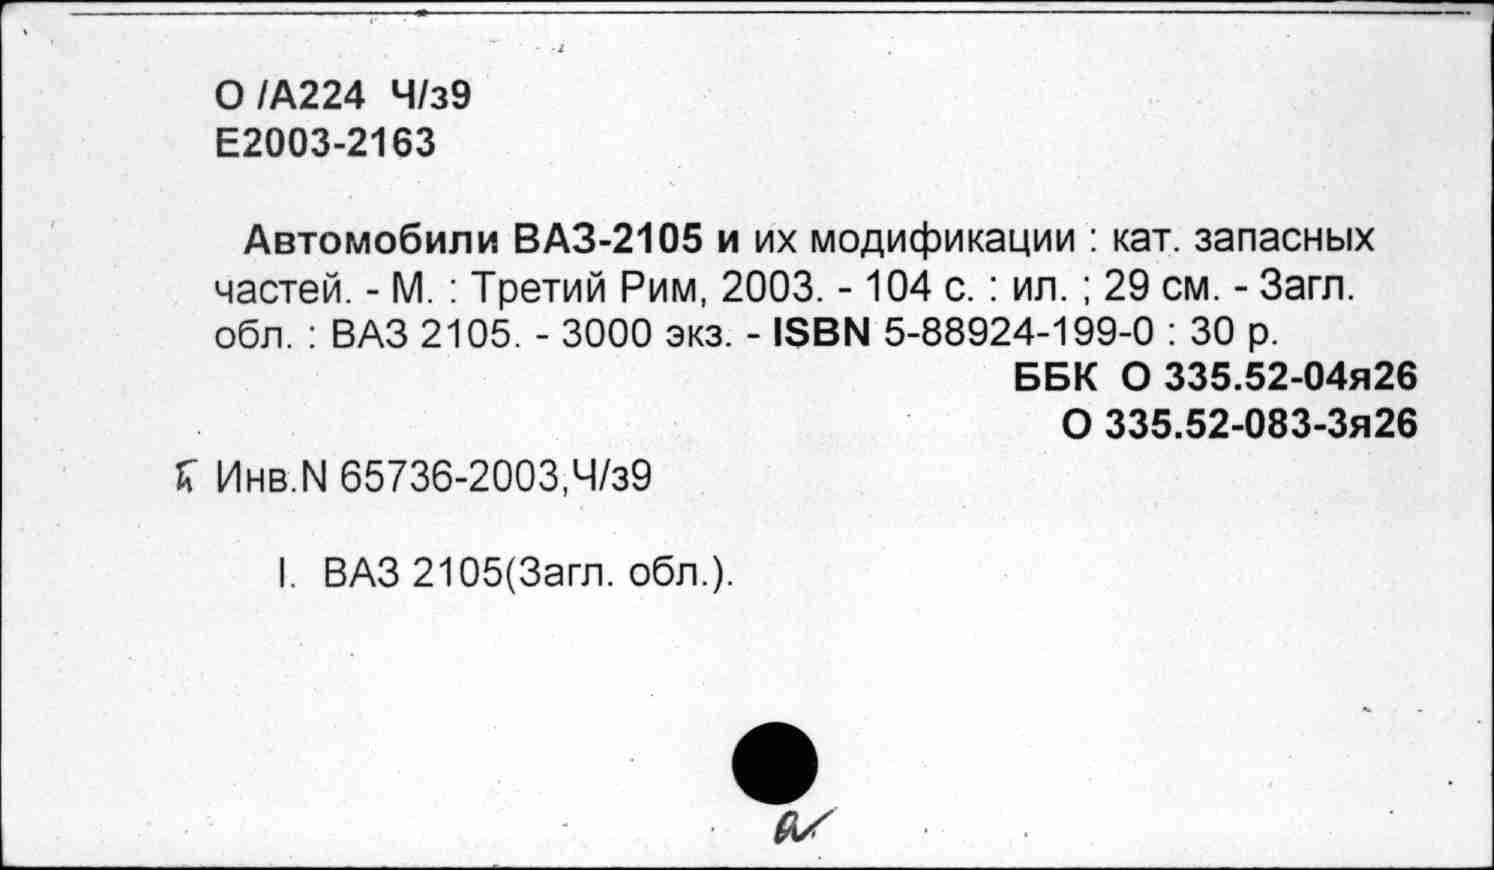 О /А224 Ч/з9
Е2003-2163
Автомобили ВАЗ-2105 и их модификации : кат. запасных
частей. - М. : Третий Рим, 2003. - 104 с. : ил. ; 29 см. - Загл.
обл. : ВАЗ 2105. - 3000 экз. - ISBN 5-88924-199-0 : 30 р.
ББК О 335.52-04я26
О 335.52-083-3я26
Инв.N 65736-2003,Ч/з9
I. ВАЗ 2105(Загл. обл.).